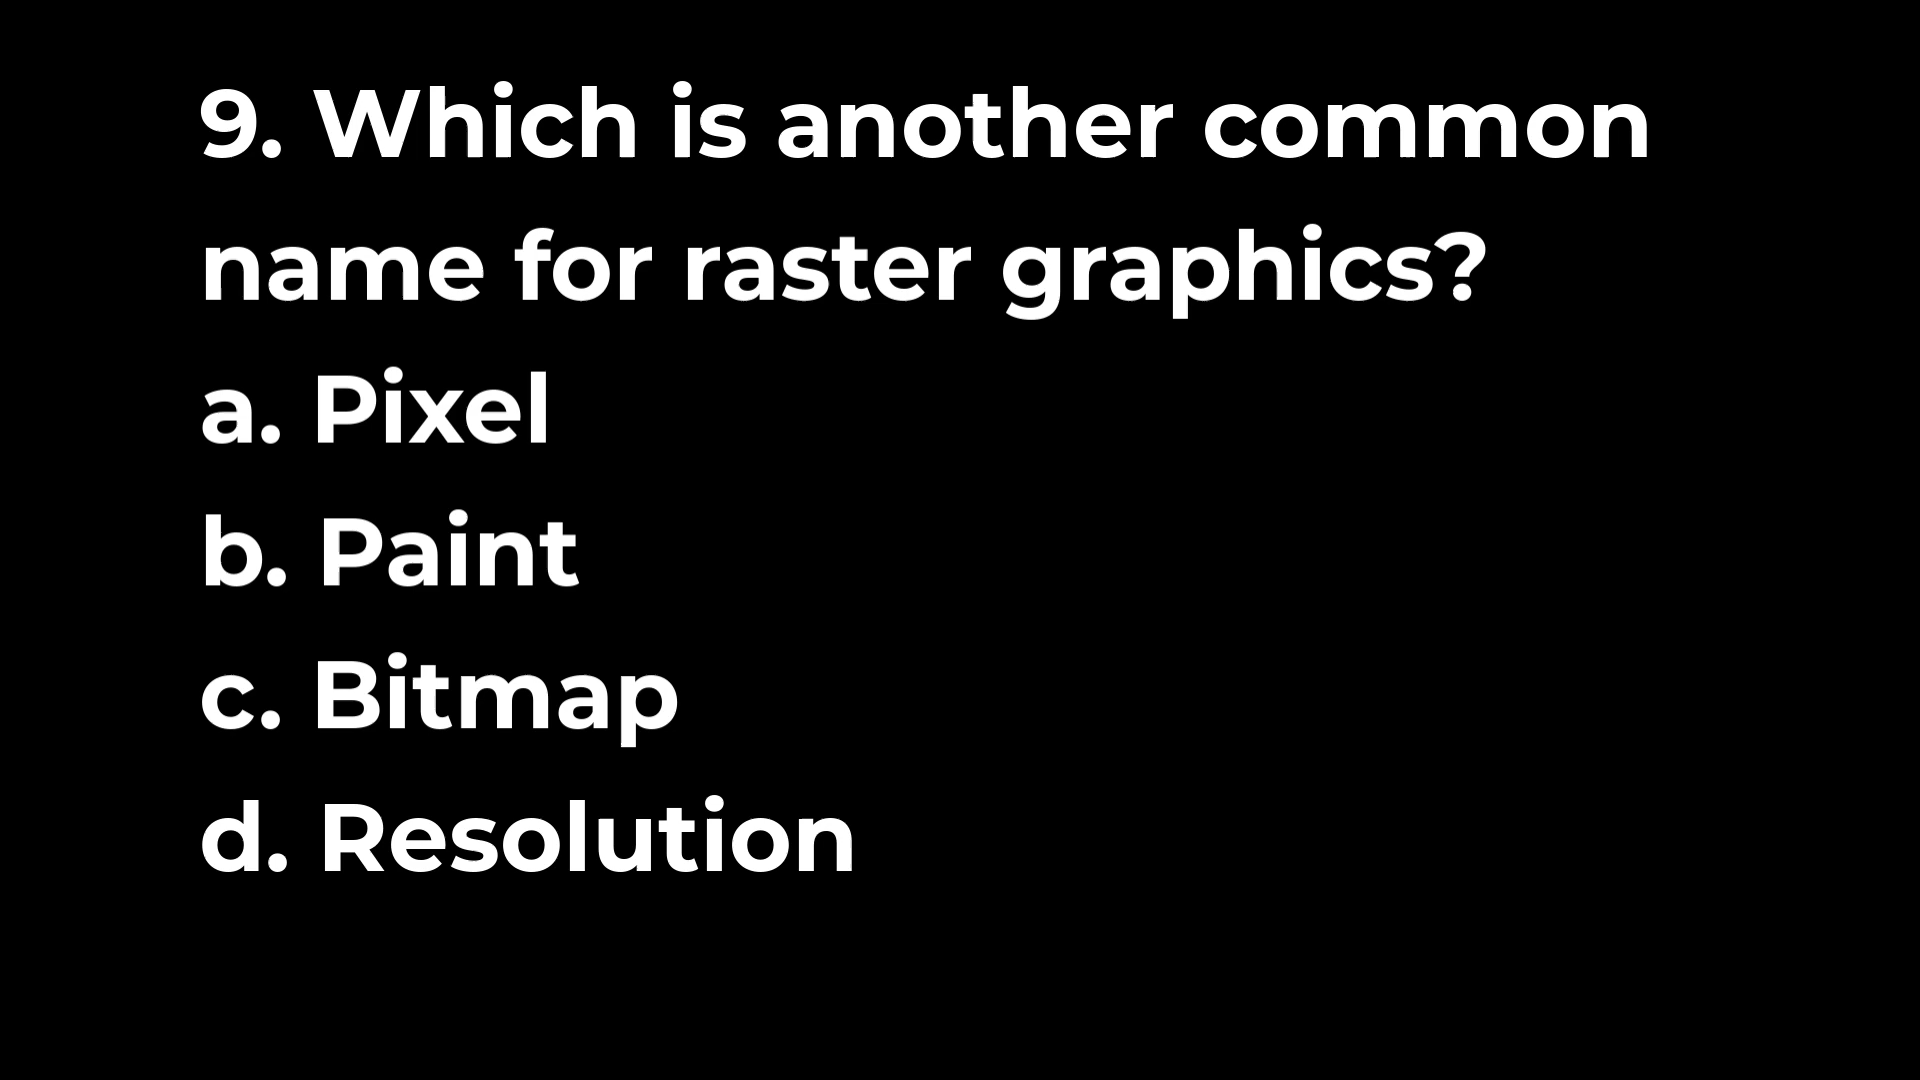 9. Which is another common
name for raster graphics?
a. Pixel
b. Paint
c. Bitmap
d. Resolution